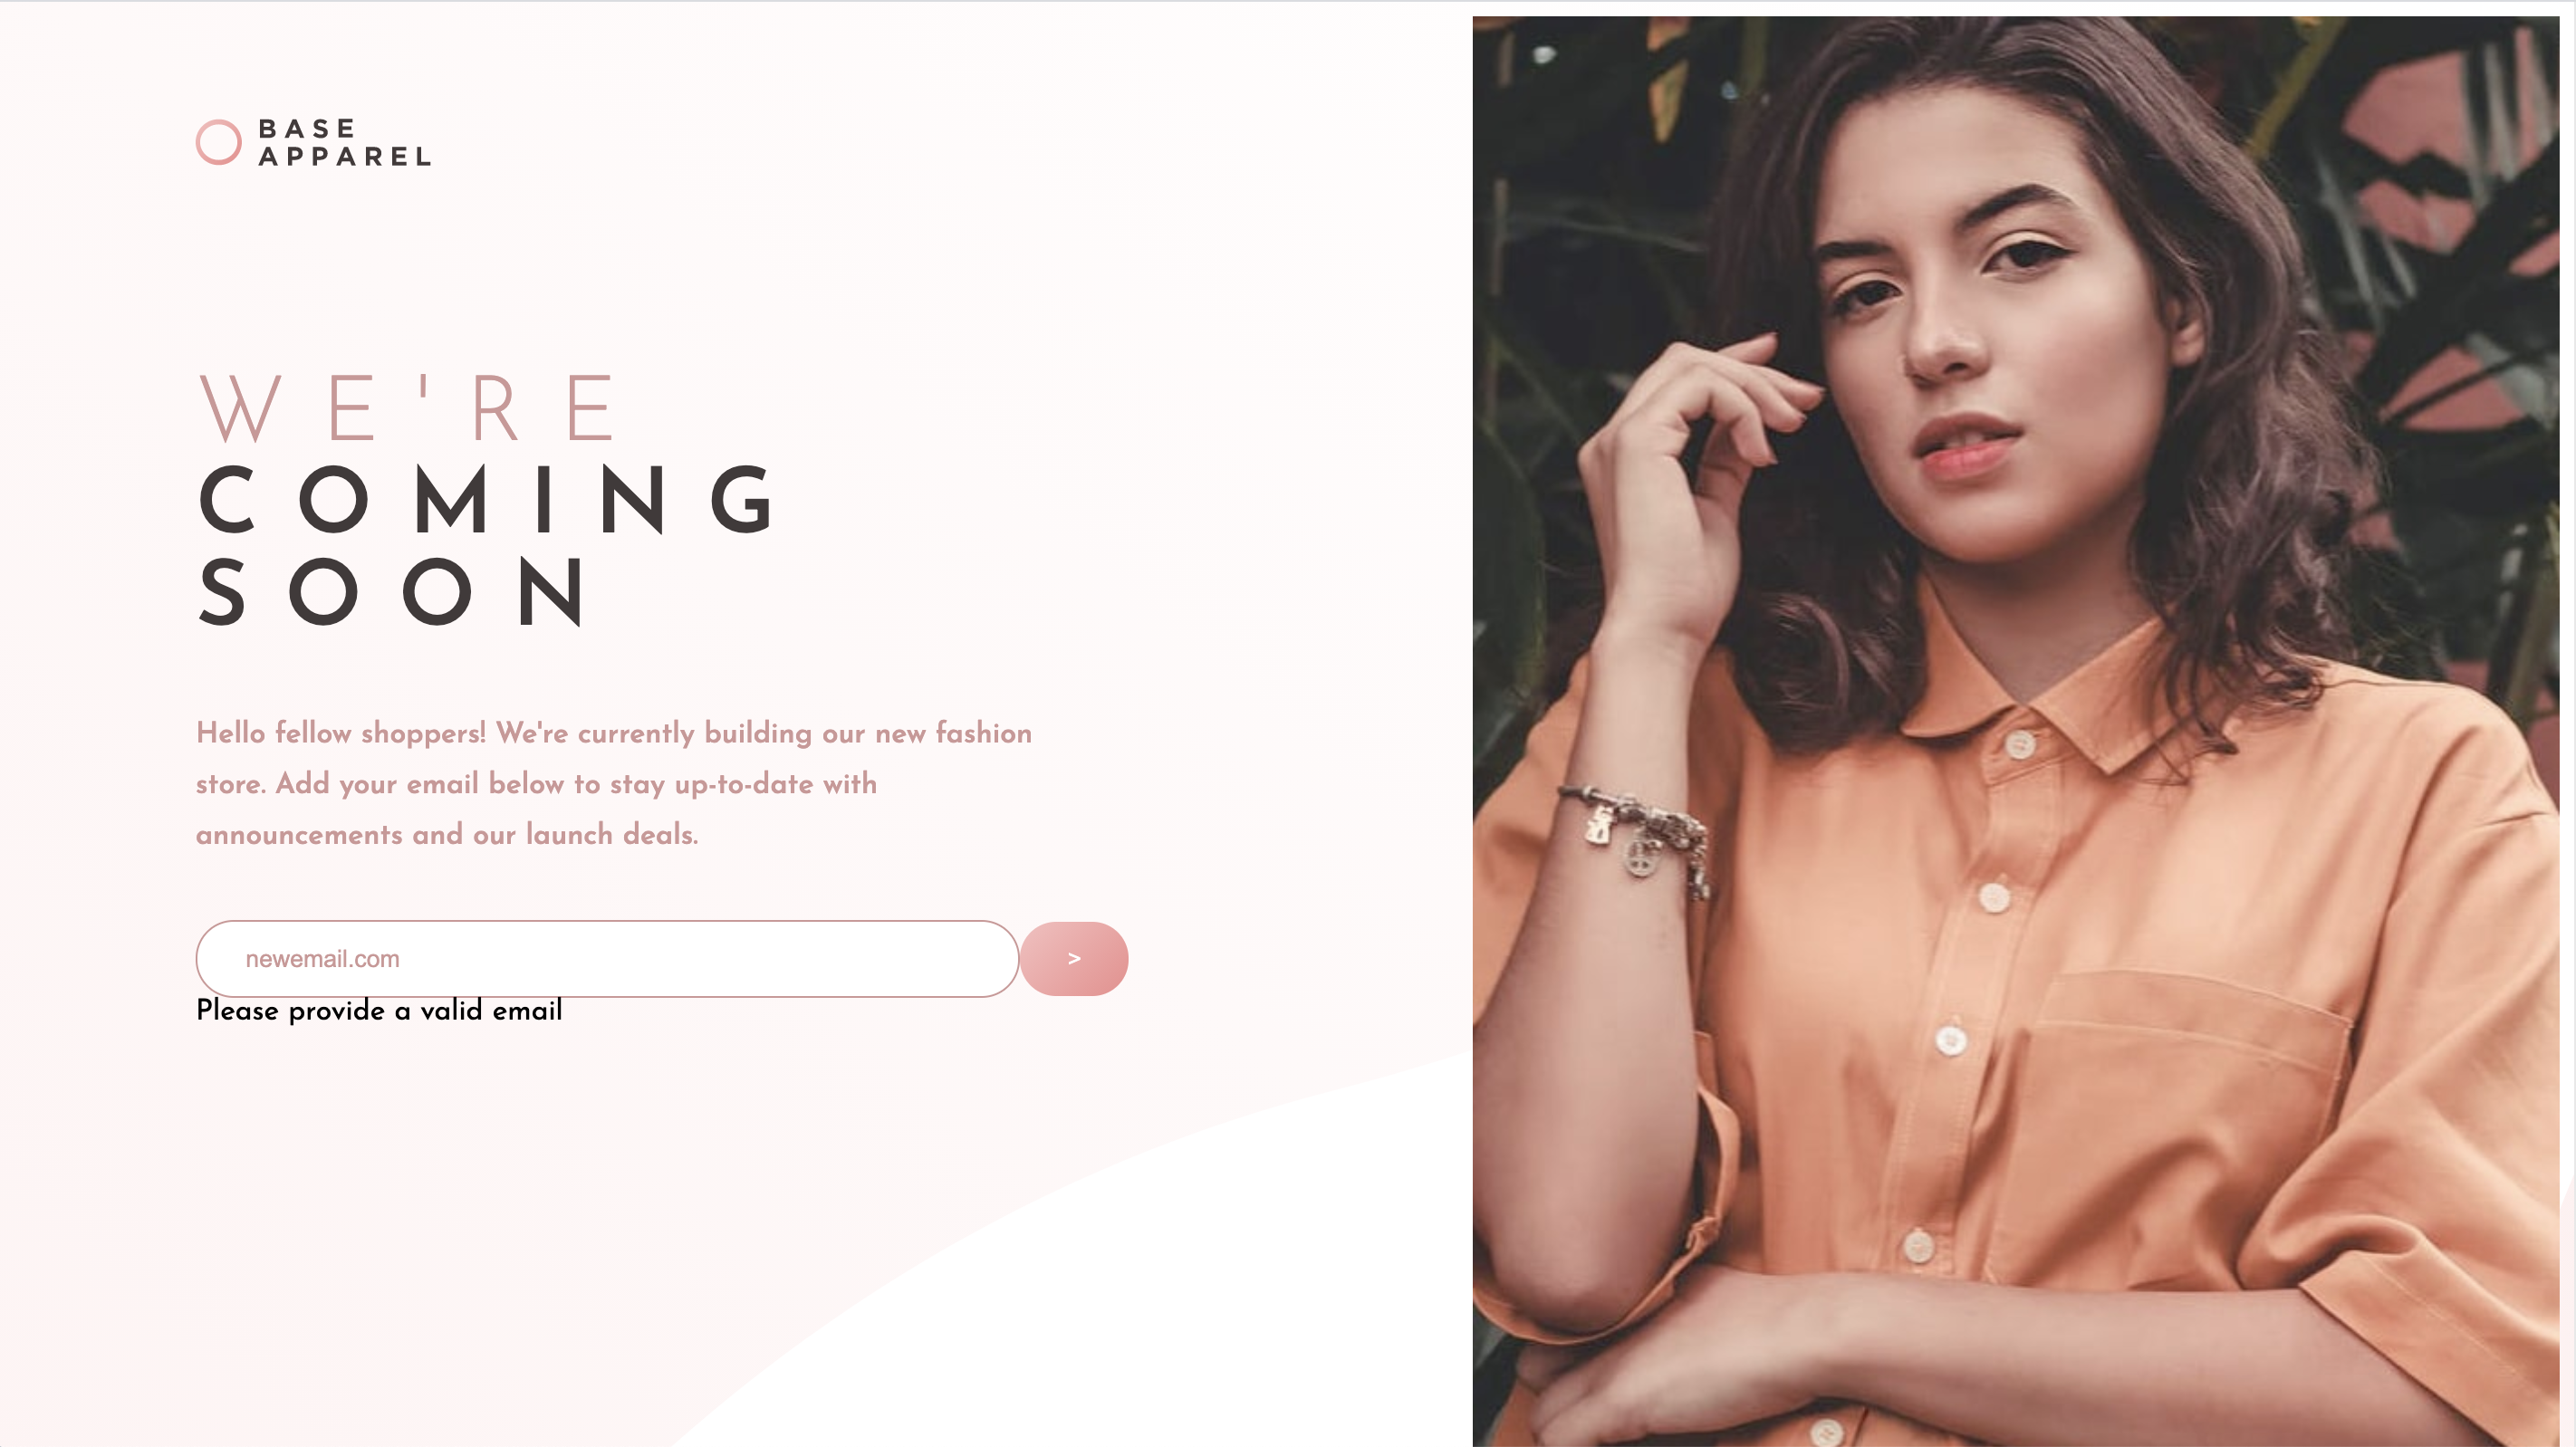 BASE
APPAREL
WE'RE
COMING
SOON
Hello fellow shoppers! We're currently building our new fashion
store. Add your email below to stay up-to-date with
announcements and our launch deals.
newemail.com
>
Please provide a valid email